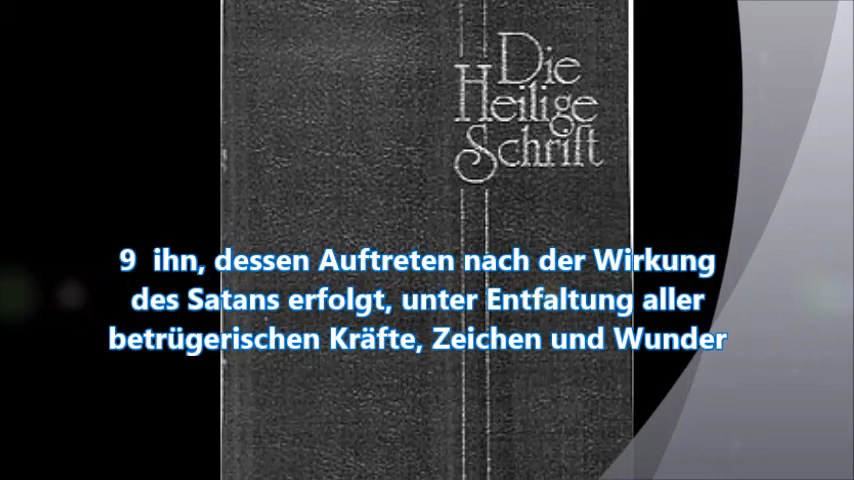 Die
Heilige
Schrift
9 ihn, dessen Auftreten nach der Wirkung
des Satans erfolgt, unter Entfaltung aller
betrügerischen Kräfte, Zeichen und Wunder